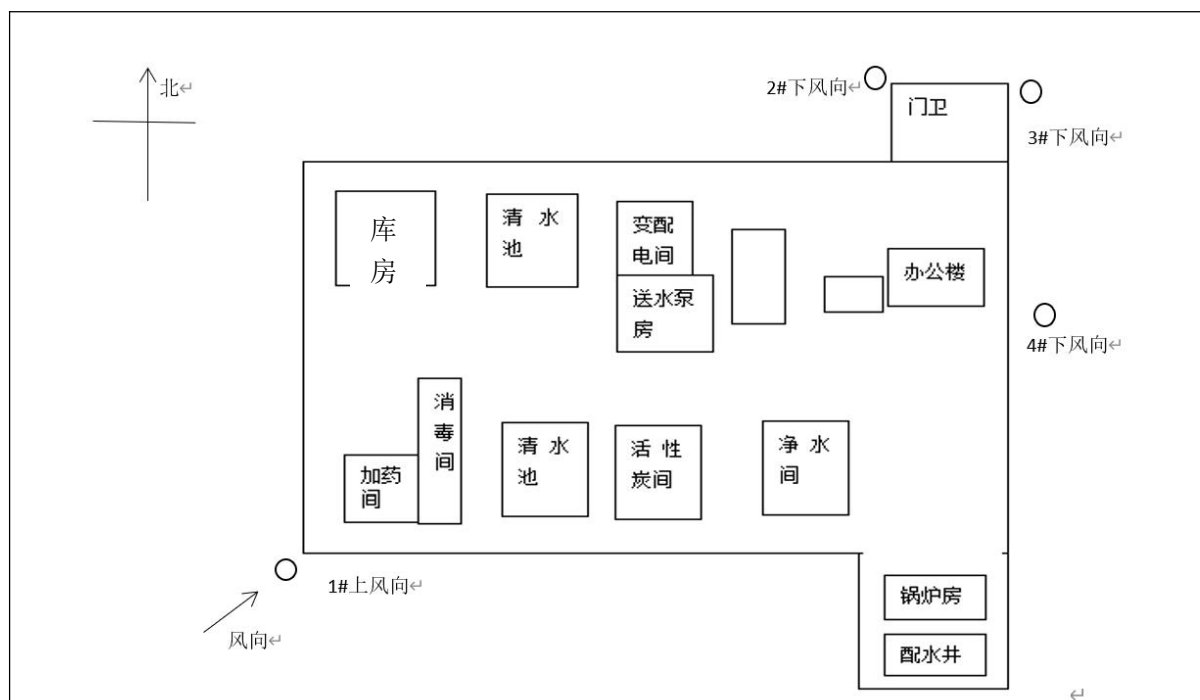 北
2#下风向
门卫
3#下风向
库
房
清 水
池
变配
电间
送水泵
房
办公楼
4#下风向
消
毒
间
加药
间
清 水
池
活 性
炭间
净 水
间
1#上风向
风向
锅炉房
配水井